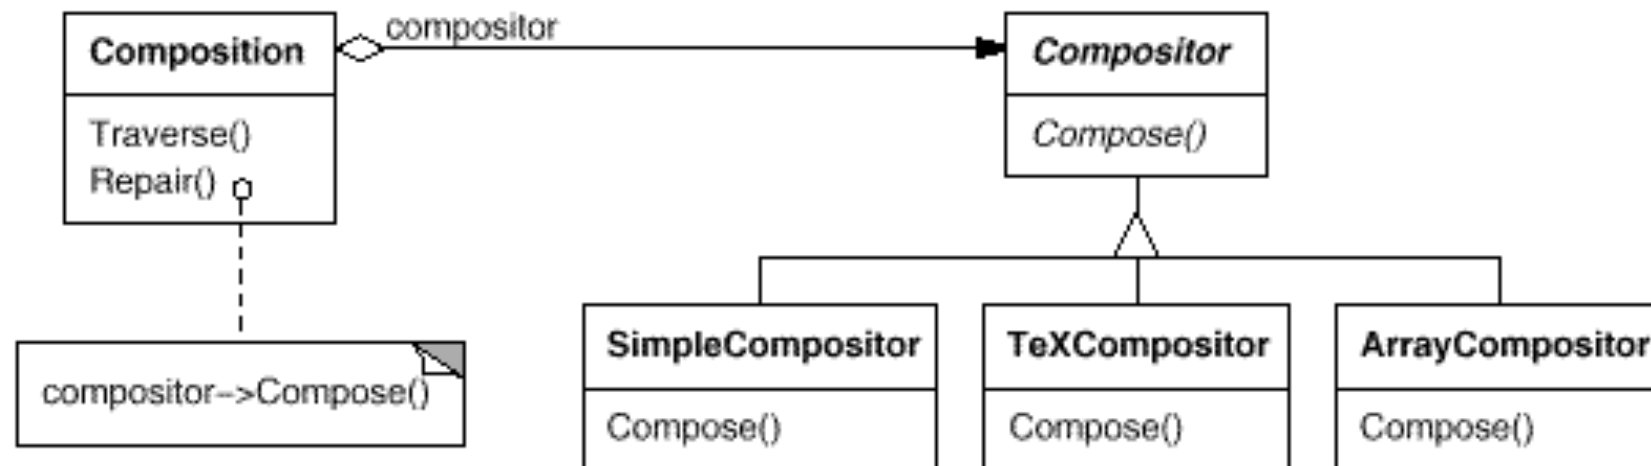 Composition
compositor
Compositor
Traverse()
Repair()
Compose()
compositor->Compose()
SimpleCompositor
TeXCompositor
ArrayCompositor
Compose()
Compose()
Compose()